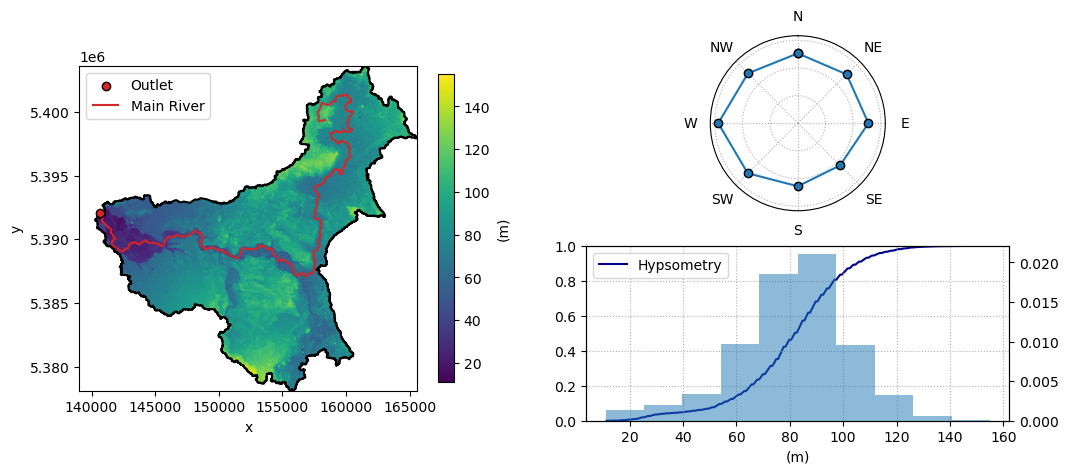 1e6
Outlet
Main River
5.400
5.395
5.390
5.385
5.380
y
140000 145000 150000 155000 160000 165000
x
140
120
100
80
60
40
20
(m)
N
NW NE
W E
SW SE
S
1.0
0.8
0.6
0.4
0.2
0.0
Hypsometry
0.020
0.015
0.010
0.005
0.000
20 40 60 80 100 120 140 160
(m)